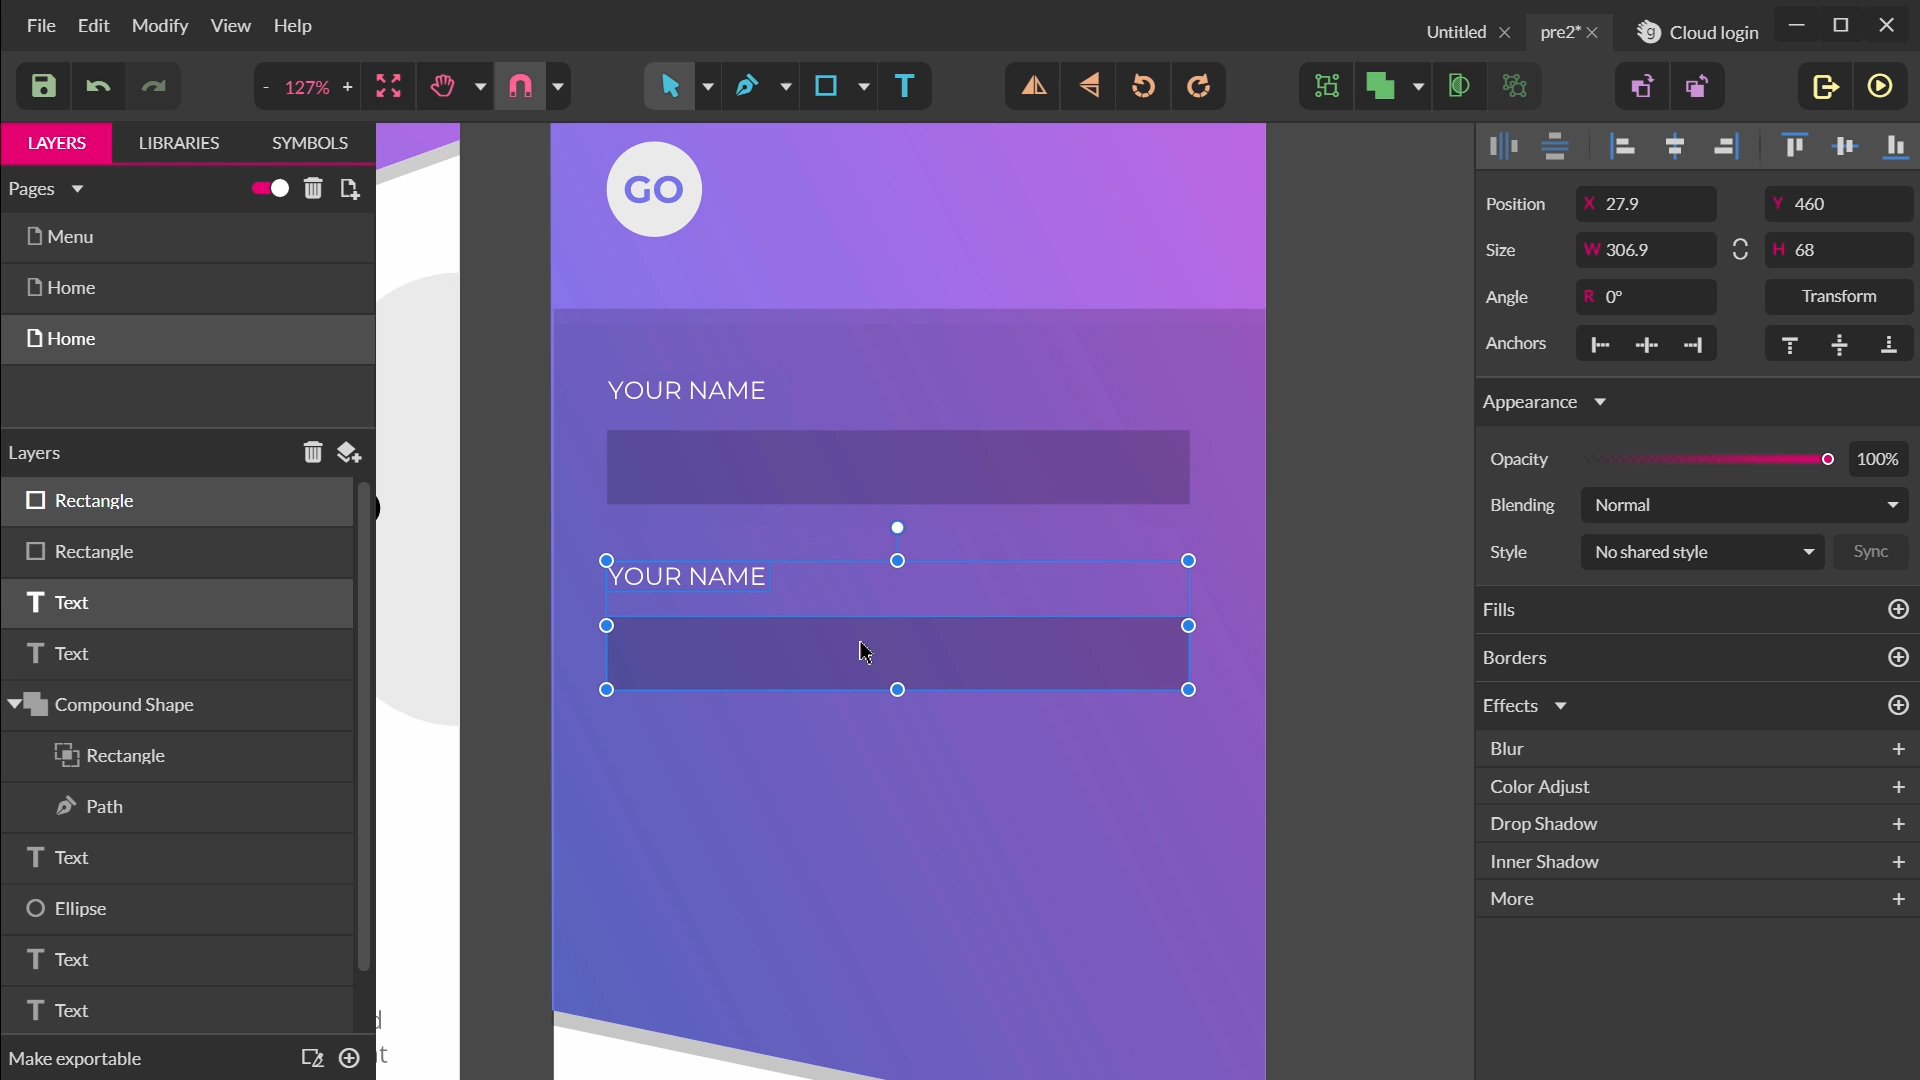 File Edit Modify View Help
Untitled pre2* Cloud login
- 127% + T
LAYERS LIBRARIES SYMBOLS
Pages
Menu
Home
Home
Layers
Rectangle
Rectangle
T Text
T Text
Compound Shape
Rectangle
Path
T Text
Ellipse
T Text
T Text
Make exportable
d
t
GO
YOUR NAME
YOUR NAME
Position X 27.9 Y 460
Size W 306.9 H 68
Angle R 0° Transform
Anchors
Appearance
Opacity 100%
Blending Normal
Style No shared style Sync
Fills
Borders
Effects
Blur +
Color Adjust +
Drop Shadow +
Inner Shadow +
More +